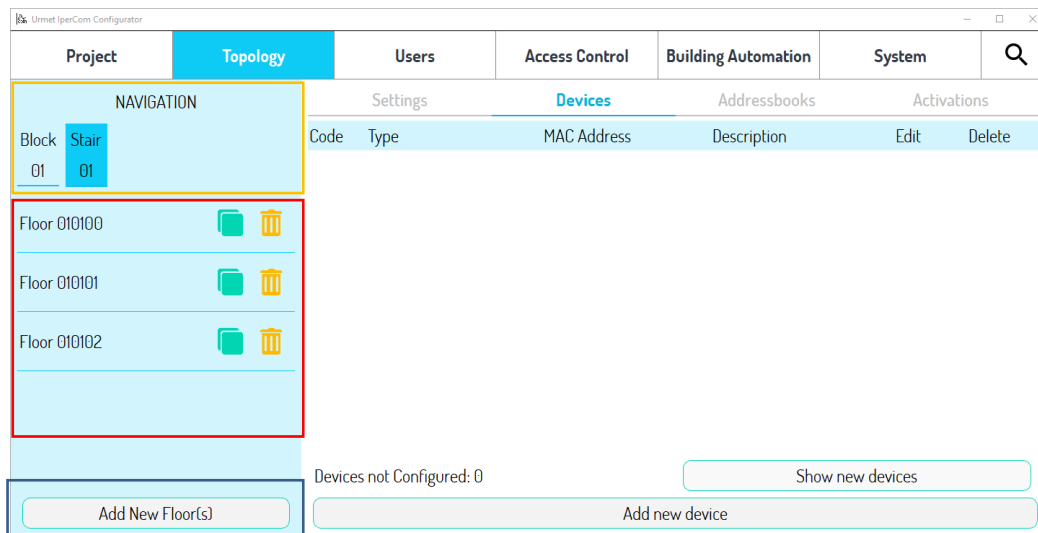 Urmet IperCom Configurator
Project Topology Users Access Control Building Automation System
NAVIGATION
Block Stair
01 01
Settings Devices Addressbooks Activations
Code Type MAC Address Description Edit Delete
Floor 010100
Floor 010101
Floor 010102
Devices not Configured: 0 Show new devices
Add New Floor(s) Add new device